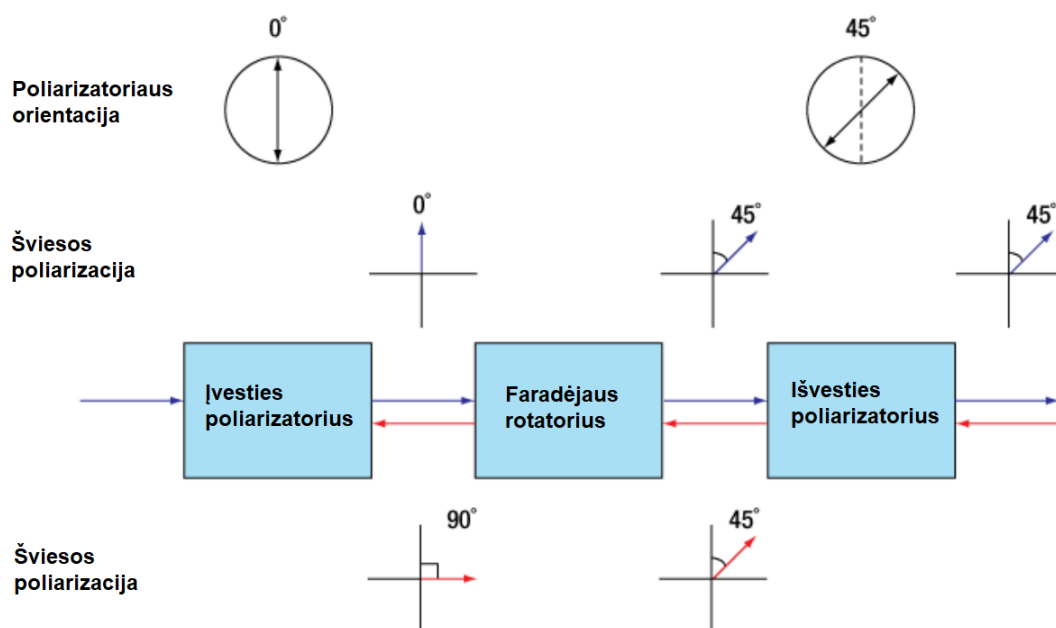 0°
45°
Poliarizatoriaus
orientacija
0°
45°
45°
Šviesos
poliarizacija
Įvesties
poliarizatorius
Faradėjaus
rotatorius
Išvesties
poliarizatorius
90°
45°
Šviesos
poliarizacija